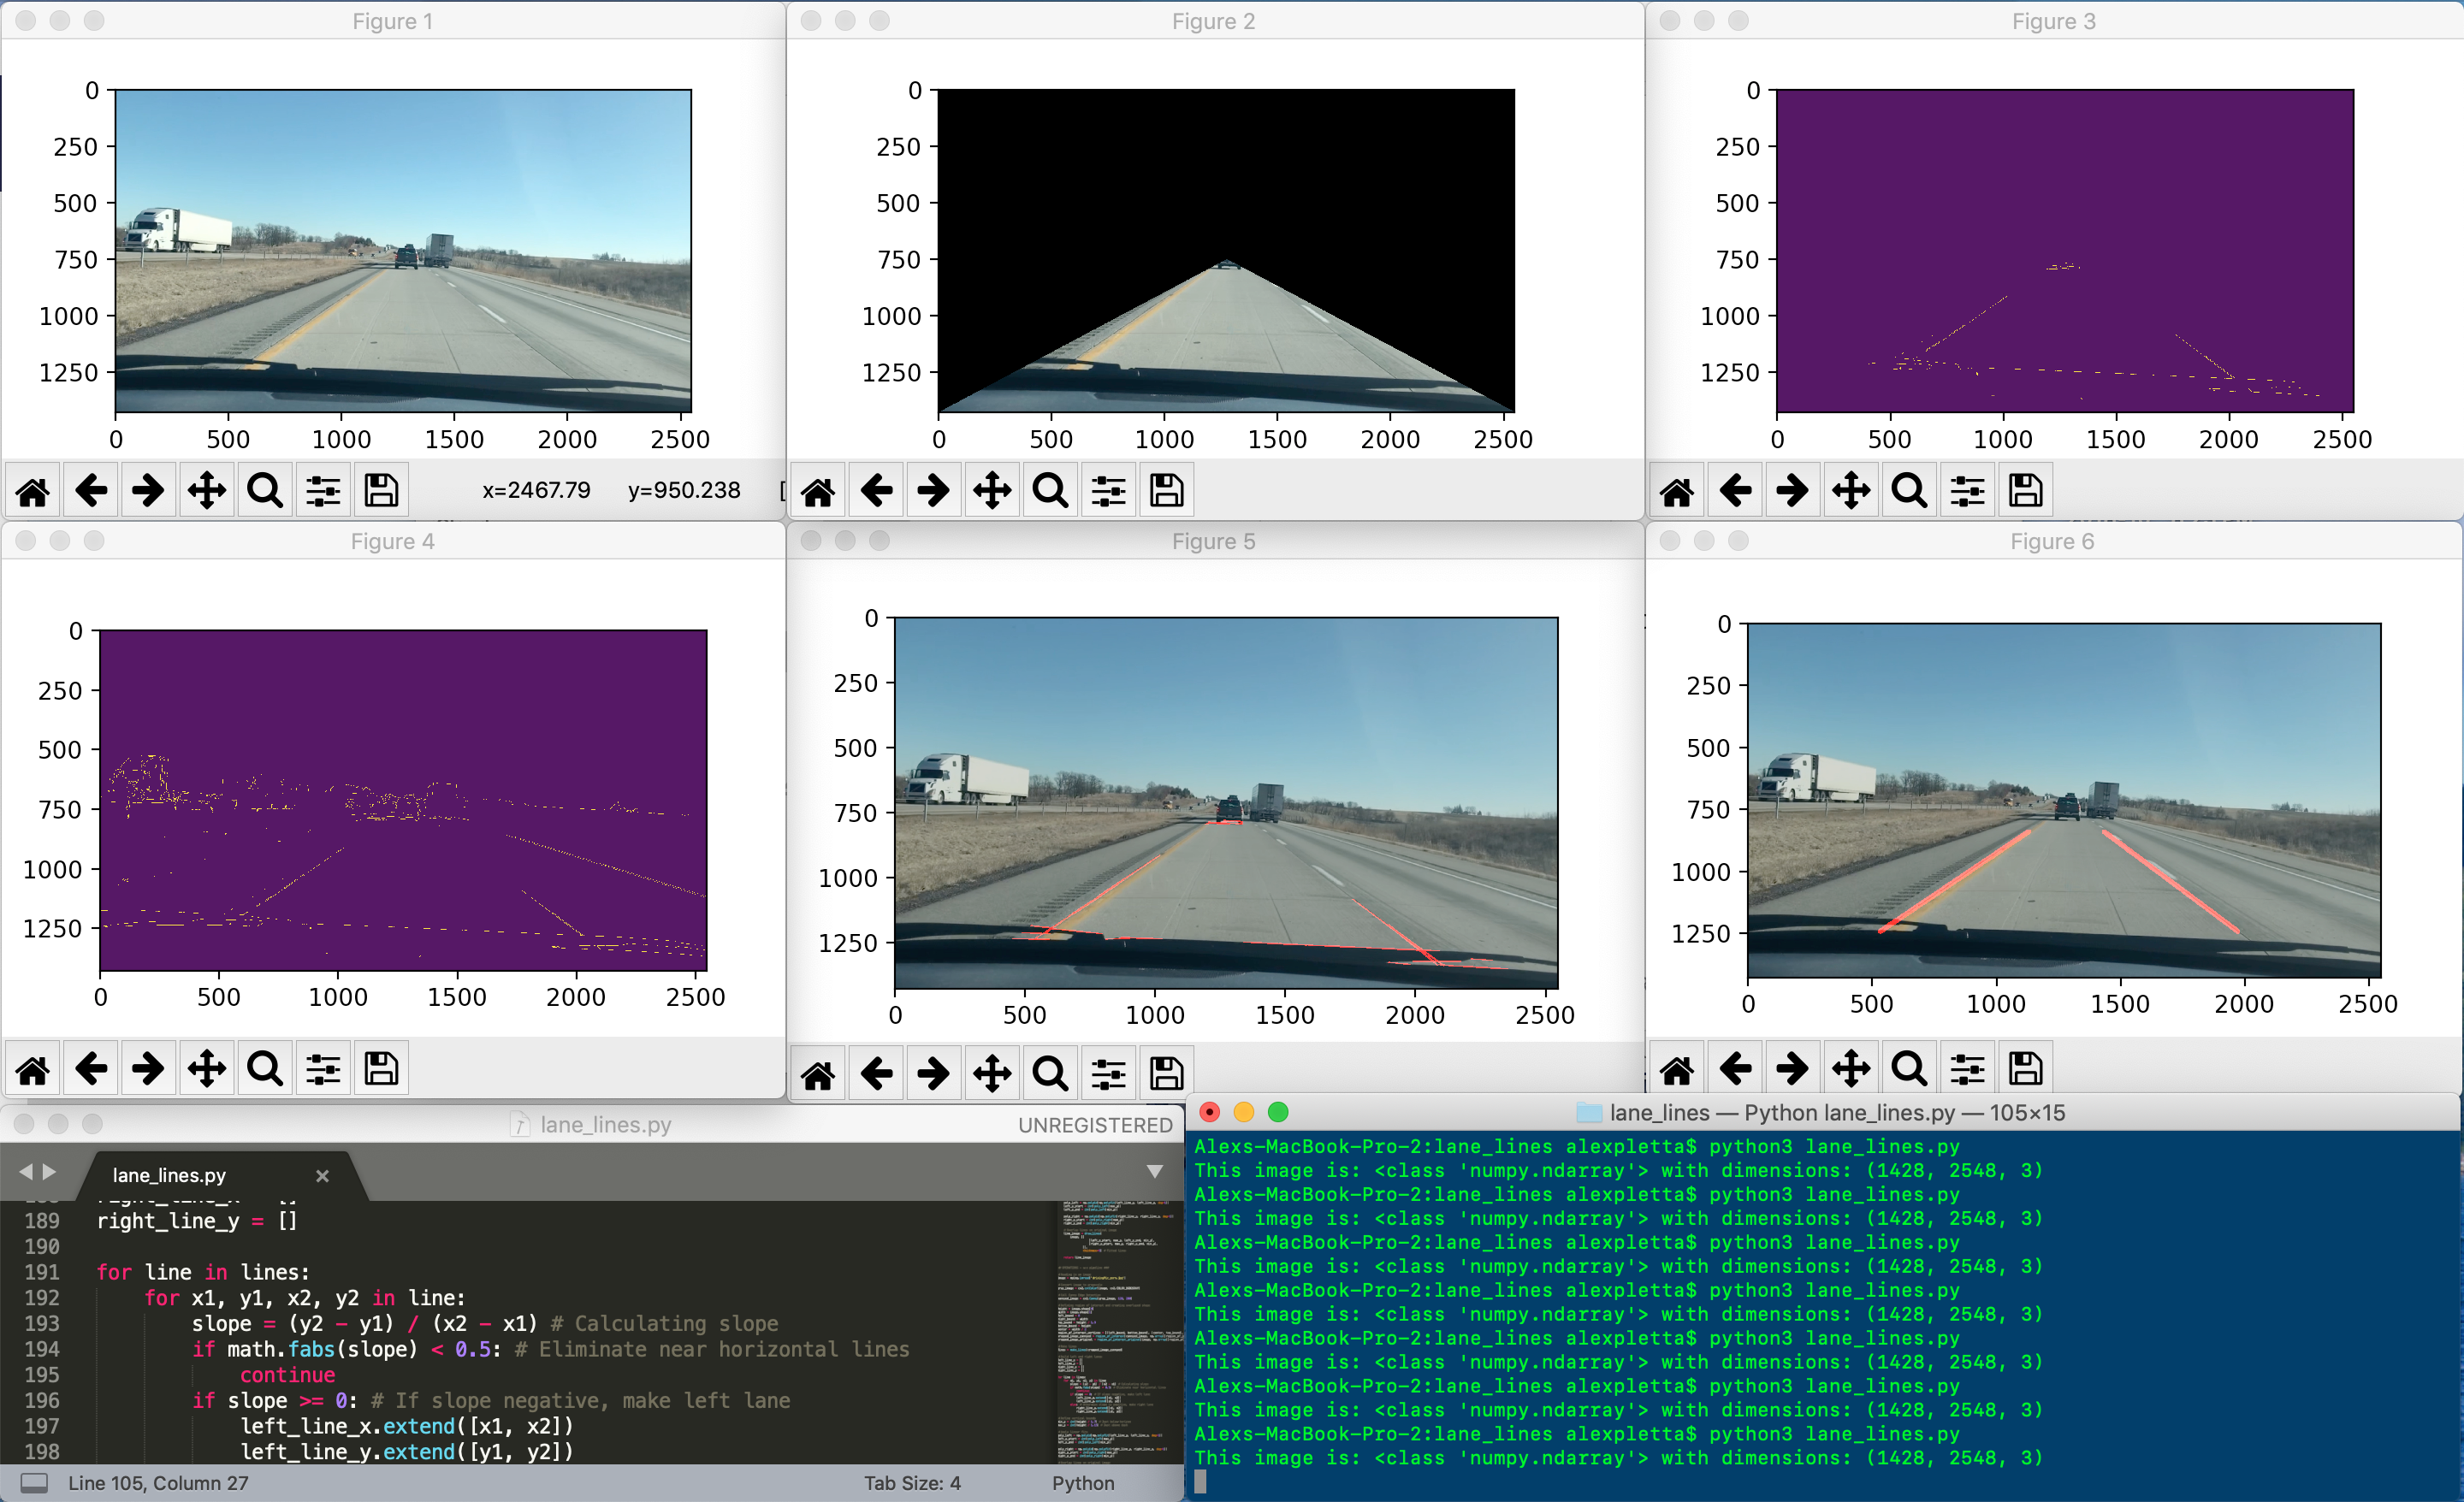 Figure 1
0
250
500
750
1000
1250
0 500 1000 1500 2000 2500
x=2467.79 y=950.238 [
Figure 2
0
250
500
750
1000
1250
0 500 1000 1500 2000 2500
Figure 3
0
250
500
750
1000
1250
0 500 1000 1500 2000 2500
Figure 4
0
250
500
750
1000
1250
0 500 1000 1500 2000 2500
Figure 5
0
250
500
750
1000
1250
0 500 1000 1500 2000 2500
Figure 6
0
250
500
750
1000
1250
0 500 1000 1500 2000 2500
lane_lines.py UNREGISTERED
lane_lines.py ×
189 right_line_y = []
190
191 for line in lines:
192 for x1, y1, x2, y2 in line:
193 slope = (y2 - y1) / (x2 - x1) # Calculating slope
194 if math.fabs(slope) < 0.5: # Eliminate near horizontal lines
195 continue
196 if slope >= 0: # If slope negative, make left lane
197 left_line_x.extend([x1, x2])
198 left_line_y.extend([y1, y2])
Line 105, Column 27 Tab Size: 4 Python
lane_lines — Python lane_lines.py — 105×15
Alexs-MacBook-Pro-2:lane_lines alexpletta$ python3 lane_lines.py
This image is: <class 'numpy.ndarray'> with dimensions: (1428, 2548, 3)
Alexs-MacBook-Pro-2:lane_lines alexpletta$ python3 lane_lines.py
This image is: <class 'numpy.ndarray'> with dimensions: (1428, 2548, 3)
Alexs-MacBook-Pro-2:lane_lines alexpletta$ python3 lane_lines.py
This image is: <class 'numpy.ndarray'> with dimensions: (1428, 2548, 3)
Alexs-MacBook-Pro-2:lane_lines alexpletta$ python3 lane_lines.py
This image is: <class 'numpy.ndarray'> with dimensions: (1428, 2548, 3)
Alexs-MacBook-Pro-2:lane_lines alexpletta$ python3 lane_lines.py
This image is: <class 'numpy.ndarray'> with dimensions: (1428, 2548, 3)
Alexs-MacBook-Pro-2:lane_lines alexpletta$ python3 lane_lines.py
This image is: <class 'numpy.ndarray'> with dimensions: (1428, 2548, 3)
Alexs-MacBook-Pro-2:lane_lines alexpletta$ python3 lane_lines.py
This image is: <class 'numpy.ndarray'> with dimensions: (1428, 2548, 3)